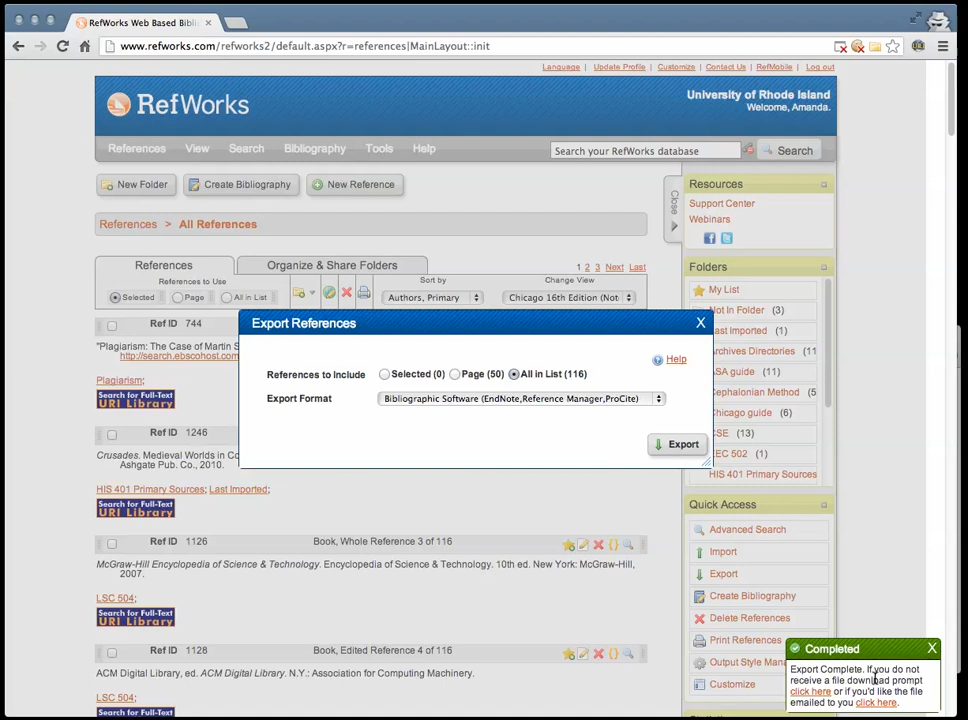 RefWorks Web Based Bibli
www.refworks.com/refworks2/default.aspx?r=references|MainLayout::init
Language Update Profile Customize Contact Us RefMobile Log out
RefWorks
University of Rhode Island
Welcome, Amanda.
References View Search Bibliography Tools Help
Search your RefWorks database
Search
New Folder
Create Bibliography
New Reference
Close
References > All References
References
Organize & Share Folders
1 2 3 Next Last
References to Use
Selected Page All in List
Sort by
Authors, Primary
Change View
Chicago 16th Edition (Not
Ref ID 744
"Plagiarism: The Case of Martin
http://search.ebscohost.com
Plagiarism;
Search for Full-Text
URI Library
Ref ID 1246
Crusades. Medieval Worlds in
Ashgate Pub. Co., 2010.
HIS 401 Primary Sources; Last Imported;
Search for Full-Text
URI Library
Ref ID 1126
Book, Whole Reference 3 of 116
McGraw-Hill Encyclopedia of Science & Technology. Encyclopedia of Science & Technology. 10th ed. New York: McGraw-Hill,
2007.
LSC 504;
Search for Full-Text
URI Library
Ref ID 1128
Book, Edited Reference 4 of 116
ACM Digital Library, ed. ACM Digital Library. N.Y.: Association for Computing Machinery.
LSC 504;
Search for Full-Text
Export References
X
Help
References to Include
Selected (0) Page (50) All in List (116)
Export Format
Bibliographic Software (EndNote,Reference Manager,ProCite)
Export
Resources
Support Center
Webinars
Folders
My List
Not In Folder (3)
Last Imported (1)
Archives Directories
ASA guide (1)
Cephalonian Method
Chicago guide (6)
CSE (13)
EEC 502 (1)
HIS 401 Primary Sources
Quick Access
Advanced Search
Import
Export
Create Bibliography
Delete References
Print References
Output Style Man
Customize
Completed
X
Export Complete. If you do not
receive a file download prompt
click here or if you'd like the file
emailed to you click here.